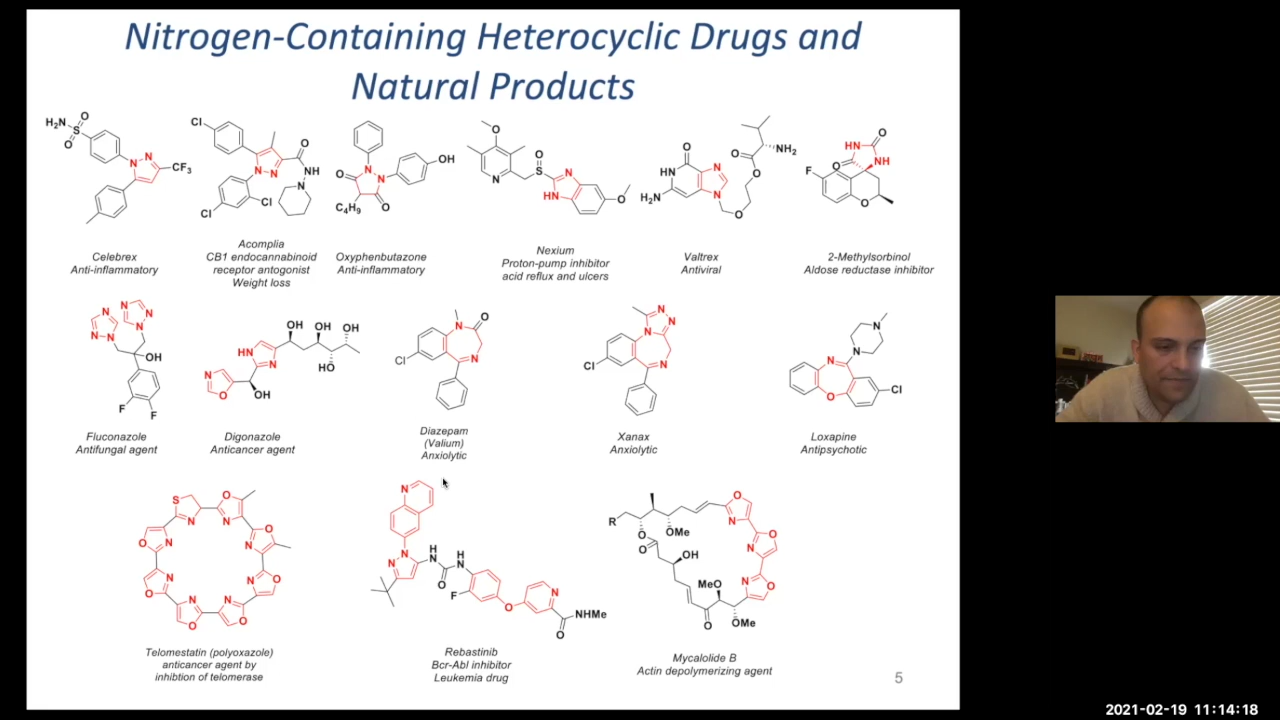 Nitrogen-Containing Heterocyclic Drugs and
Natural Products
H₂N
S
O
O
N
N
CF₃
Celebrex
Anti-inflammatory
Cl
N
N
O
NH
N
Cl
Cl
Acomplia
CB1 endocannabinoid
receptor antogonist
Weight loss
N
N
O
O
OH
C₄H₉
Oxyphenbutazone
Anti-inflammatory
O
N
O
S
N
HN
O
Nexium
Proton-pump inhibitor
acid reflux and ulcers
O
HN
H₂N
N
N
N
O
O
O
NH₂
Valtrex
Antiviral
O
HN
NH
O
F
O
2-Methylsorbinol
Aldose reductase inhibitor
N
N
N
N
N
N
OH
F
F
Fluconazole
Antifungal agent
OH
OH
OH
HO
HN
N
N
O
OH
Digonazole
Anticancer agent
N
O
N
Cl
Diazepam
(Valium)
Anxiolytic
N
N
N
N
Cl
Xanax
Anxiolytic
N
N
N
O
Cl
Loxapine
Antipsychotic
S
N
O
N
O
N
O
N
O
N
O
N
O
N
O
N
Telomestatin (polyoxazole)
anticancer agent by
inhibtion of telomerase
N
N
N
H
N
H
N
O
F
O
N
NHMe
O
Rebastinib
Bcr-Abl inhibitor
Leukemia drug
R
O
O
OMe
OH
MeO
O
OMe
O
N
O
N
N
O
Mycalolide B
Actin depolymerizing agent
5
2021-02-19 11:14:18